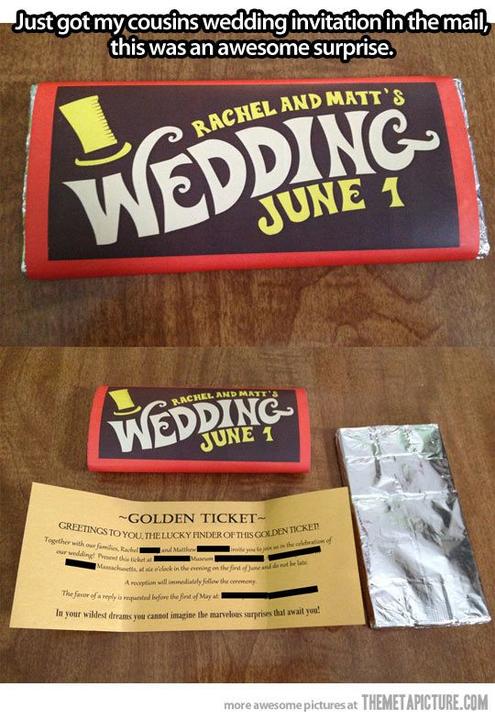 Just got my cousins wedding invitation in the mail,
this was an awesome surprise.
RACHEL AND MATT'S
WEDDING
JUNE 1
RACHEL AND MATT'S
WEDDING
JUNE 1
~GOLDEN TICKET~
GREETINGS TO YOU, THE LUCKY FINDER OF THIS GOLDEN TICKET!
Together with our families, Rachel and Matthew invite you to join us in the celebration of
our wedding! Present this ticket at Museum
Massachusetts, at six o'clock in the evening on the first of June and do not be late.
A reception will immediately follow the ceremony.
The favor of a reply is requested before the first of May at:
In your wildest dreams you cannot imagine the marvelous surprises that await you!
more awesome pictures at THEMETAPICTURE.COM